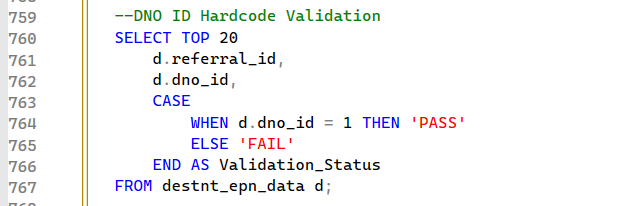 759 --DNO ID Hardcode Validation
760 SELECT TOP 20
761 d.referral_id,
762 d.dno_id,
763 CASE
764 WHEN d.dno_id = 1 THEN 'PASS'
765 ELSE 'FAIL'
766 END AS Validation_Status
767 FROM destnt_epn_data d;